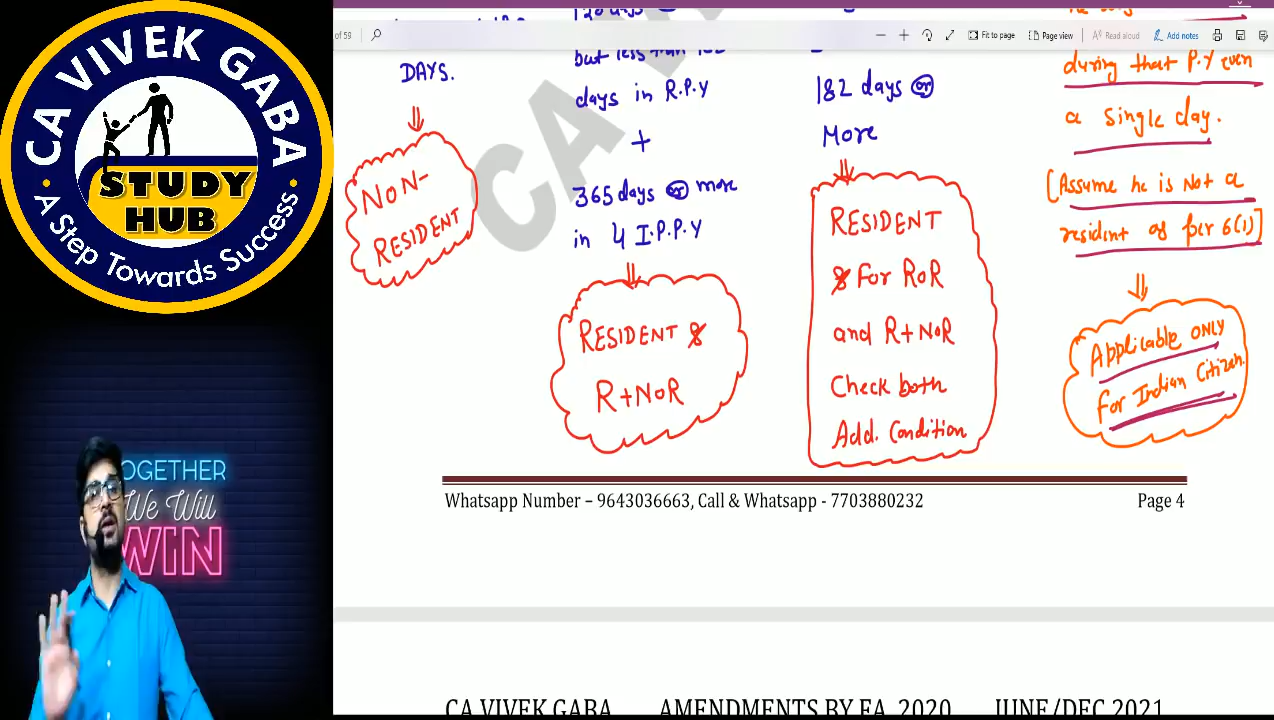 CA VIVEK GABA
STUDY
HUB
A Step Towards Success
TOGETHER
We Will
WIN
of 59
Fit to page
Page view
Read aloud
Add notes
CA
DAYS.
NON-
RESIDENT
but less than 182
days in R.P.Y
+
365 days or more
in 4 I.P.P.Y
RESIDENT &
R+NOR
182 days or
More
RESIDENT
& For ROR
and R+NOR
Check both
Add. Condition
during that P.Y even
a single day.
[Assume he is Not a
resident as per 6(1)]
Applicable ONLY
for Indian Citizen.
Whatsapp Number – 9643036663, Call & Whatsapp - 7703880232
Page 4
CA VIVEK GABA AMENDMENTS BY FA, 2020 JUNE/DEC 2021